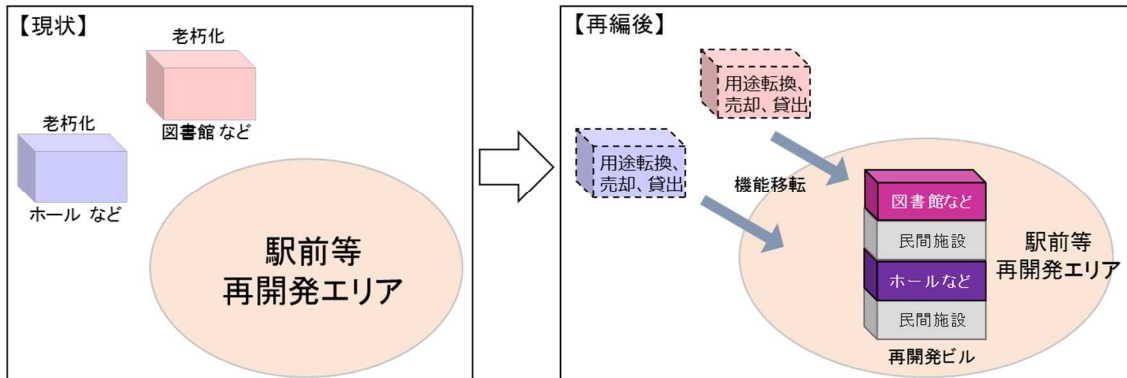 【現状】
老朽化
図書館 など
老朽化
ホール など
駅前等
再開発エリア
【再編後】
用途転換、
売却、貸出
用途転換、
売却、貸出
機能移転
図書館など
民間施設
ホールなど
民間施設
再開発ビル
駅前等
再開発エリア